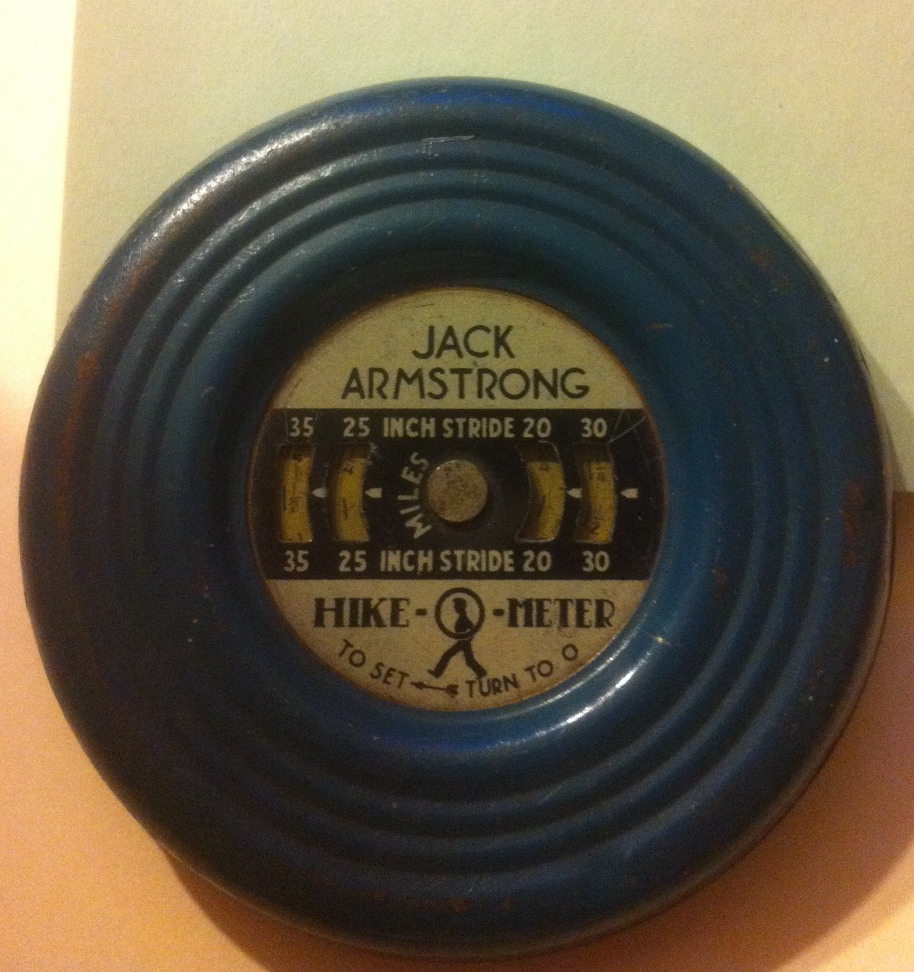 JACK
ARMSTRONG
35 25 INCH STRIDE 20 30
MILES
35 25 INCH STRIDE 20 30
HIKE-O-METER
TO SET TURN TO 0